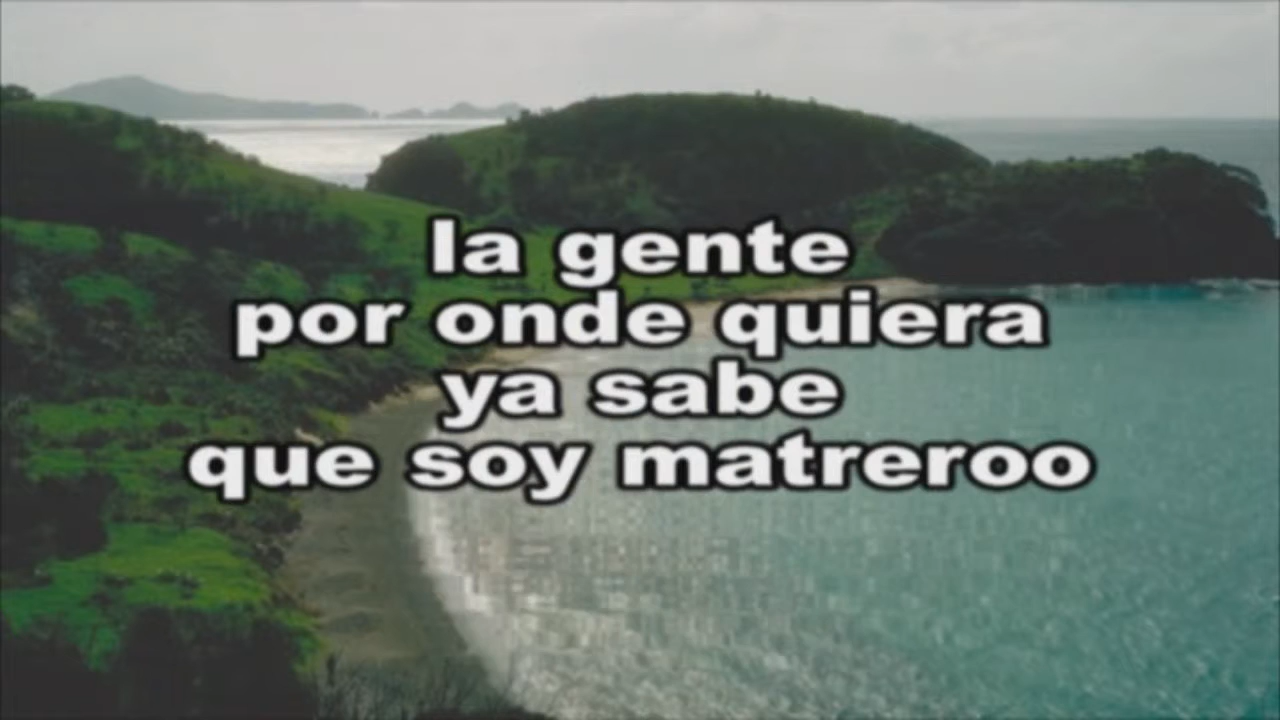 la gente
por onde quiera
ya sabe
que soy matreroo